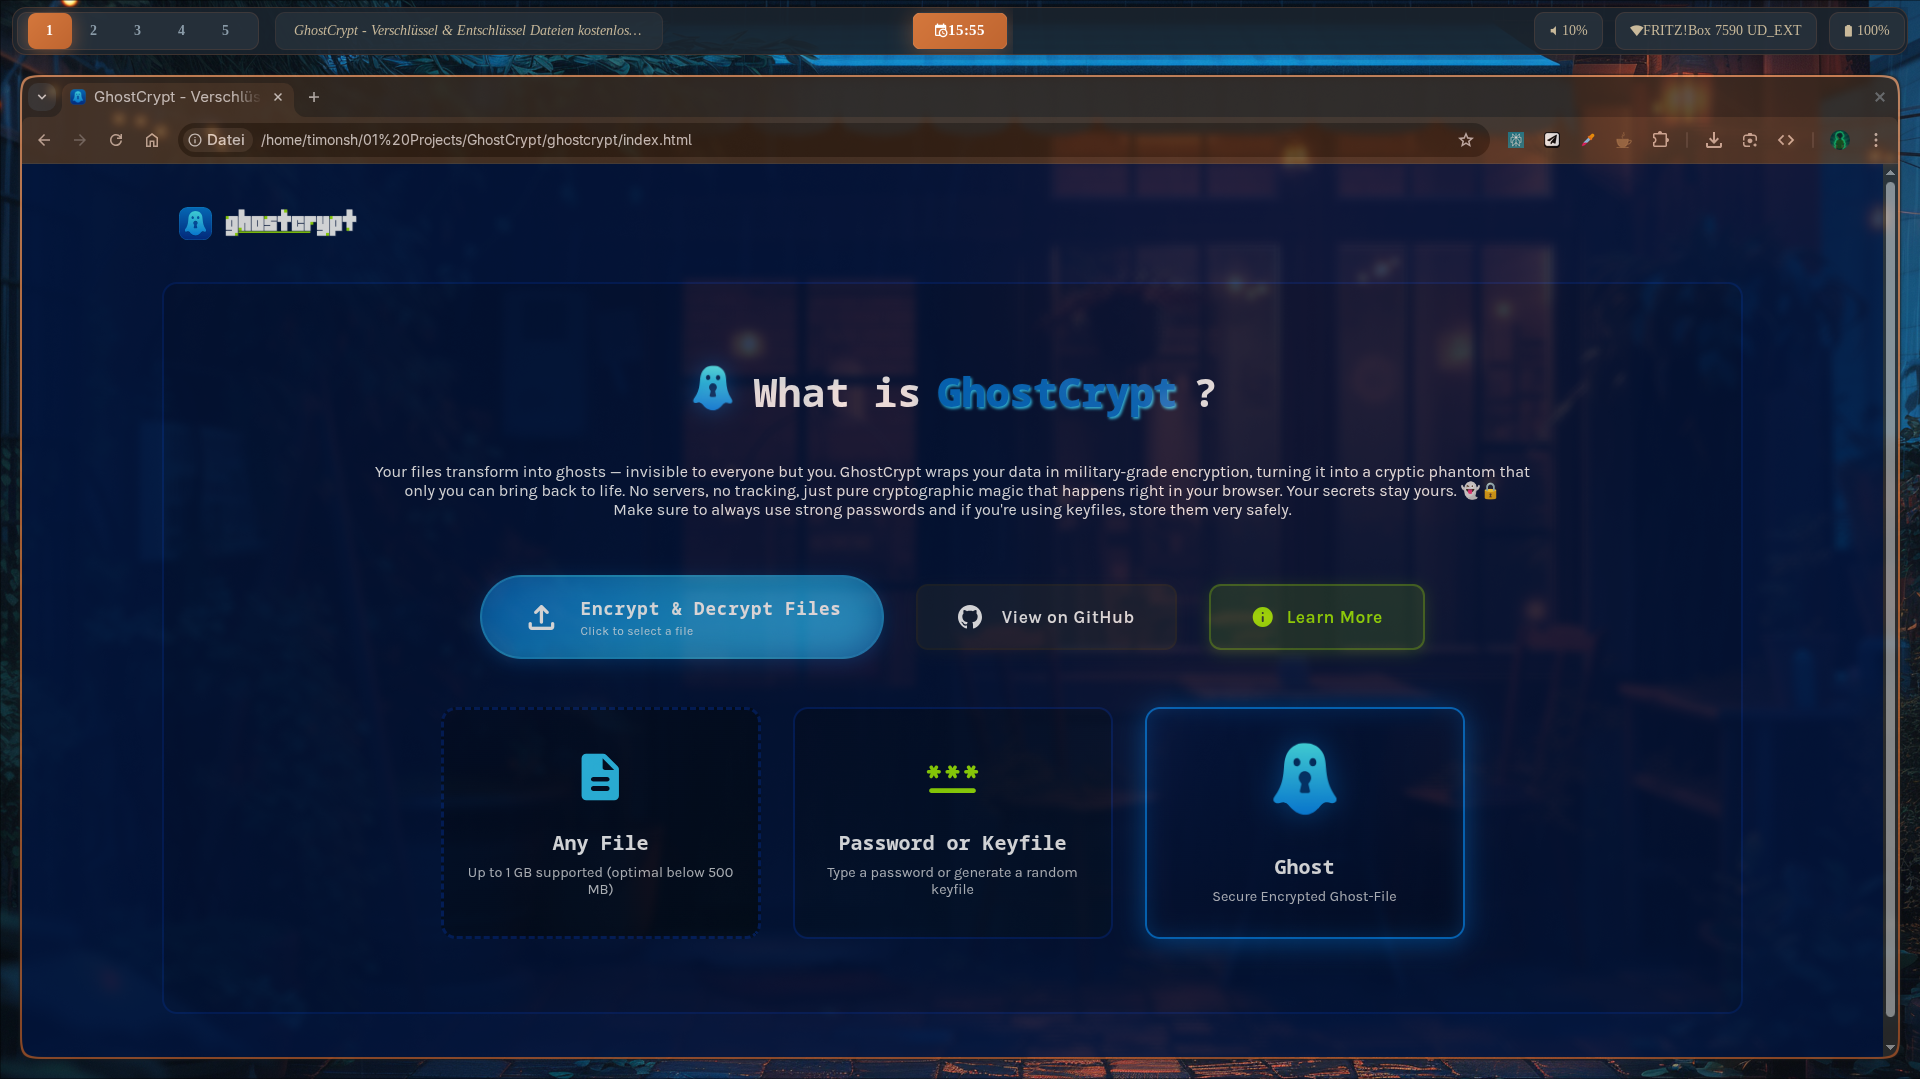 1 2 3 4 5
GhostCrypt - Verschlüssel & Entschlüssel Dateien kostenlos…
15:55
10%
FRITZ!Box 7590 UD_EXT
100%
GhostCrypt - Verschlüs
Datei
/home/timonsh/01%20Projects/GhostCrypt/ghostcrypt/index.html
ghostcrypt
What is GhostCrypt ?
Your files transform into ghosts — invisible to everyone but you. GhostCrypt wraps your data in military-grade encryption, turning it into a cryptic phantom that
only you can bring back to life. No servers, no tracking, just pure cryptographic magic that happens right in your browser. Your secrets stay yours. 👻🔒
Make sure to always use strong passwords and if you're using keyfiles, store them very safely.
Encrypt & Decrypt Files
Click to select a file
View on GitHub
Learn More
Any File
Up to 1 GB supported (optimal below 500
MB)
Password or Keyfile
Type a password or generate a random
keyfile
Ghost
Secure Encrypted Ghost-File